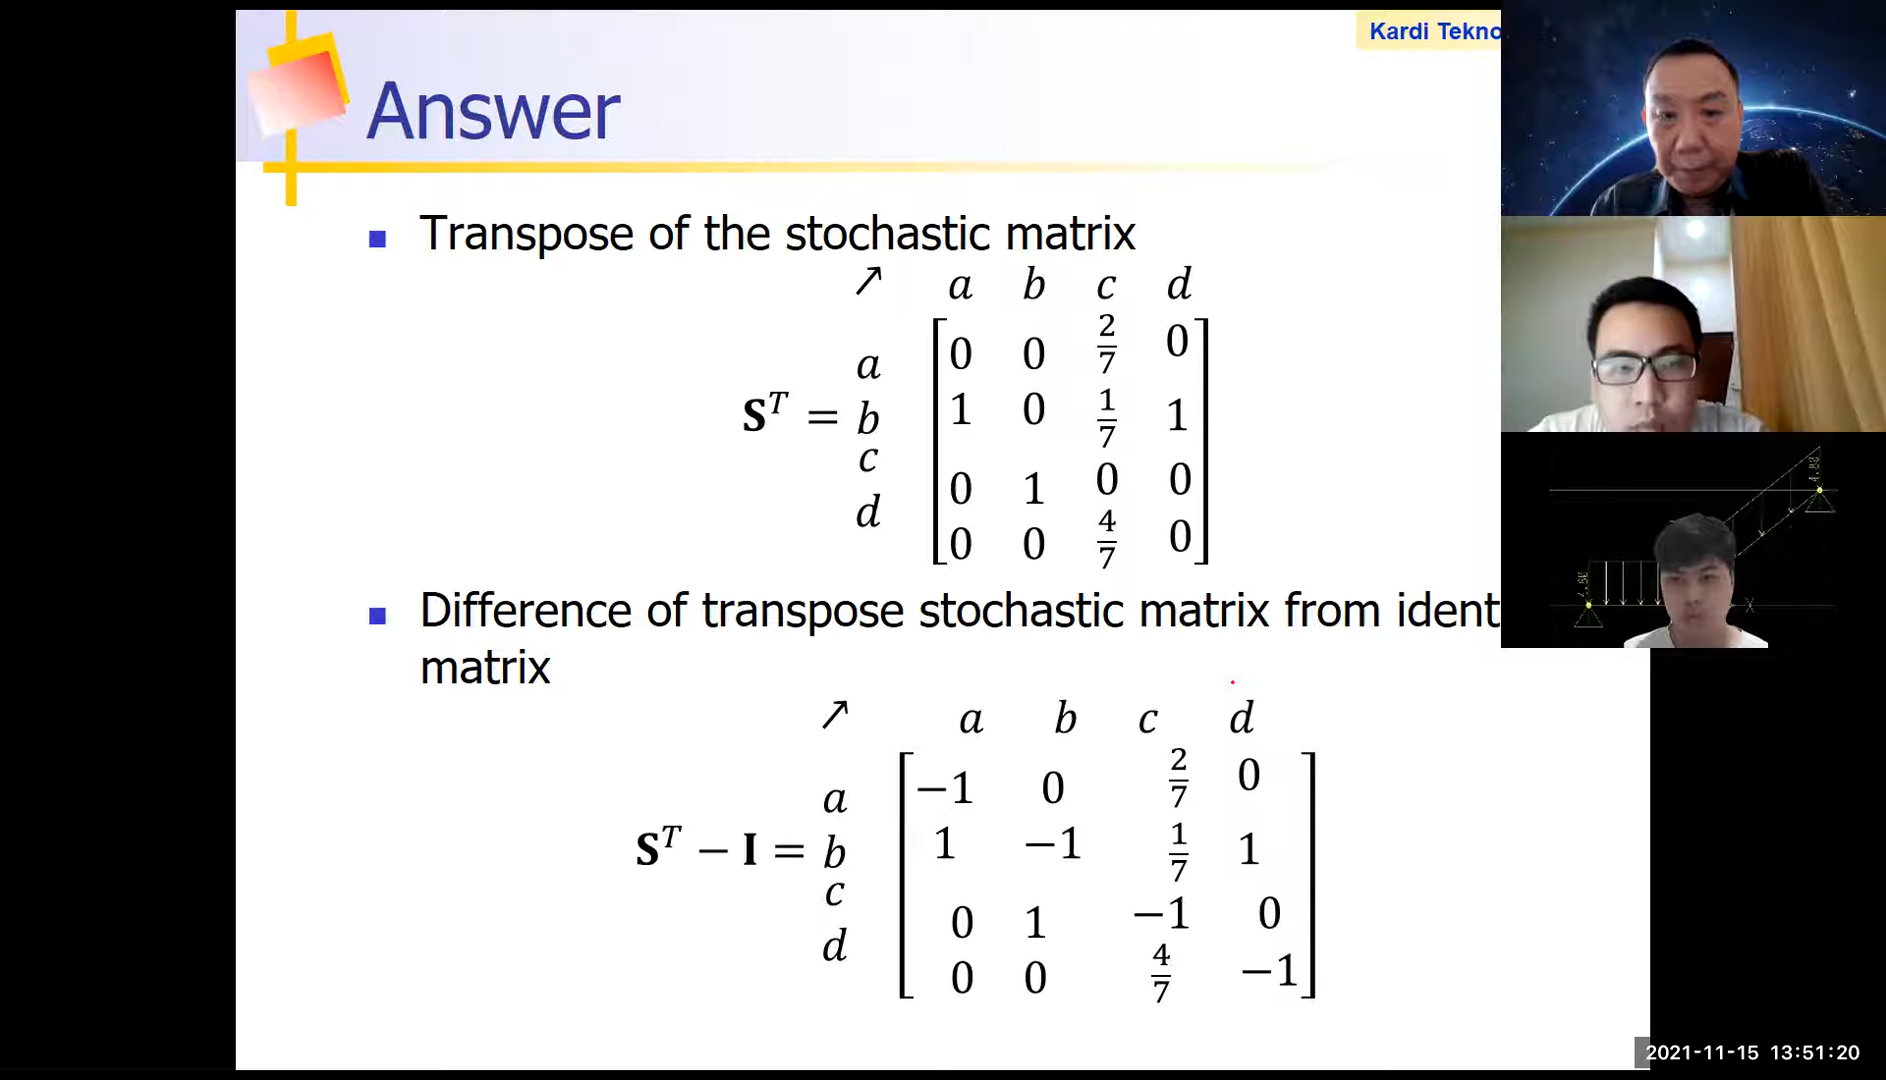 Kardi Tekno
Answer
Transpose of the stochastic matrix
↗ a b c d
a 0 0 2/7 0
S^T = b 1 0 1/7 1
c 0 1 0 0
d 0 0 4/7 0
Difference of transpose stochastic matrix from ident
matrix
↗ a b c d
a −1 0 2/7 0
S^T − I = b 1 −1 1/7 1
c 0 1 −1 0
d 0 0 4/7 −1
X
2021-11-15 13:51:20